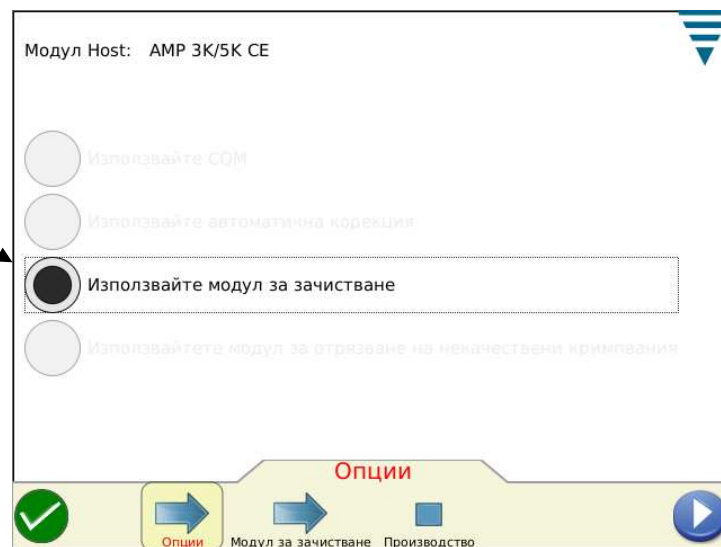 Модул Host: AMP 3K/5K CE
Използвайте CQM
Използвайте автоматична корекция
Използвайте модул за зачистване
Използвайтете модул за отрязване на некачествени кримпвания
Опции
Опции Модул за зачистване Производство